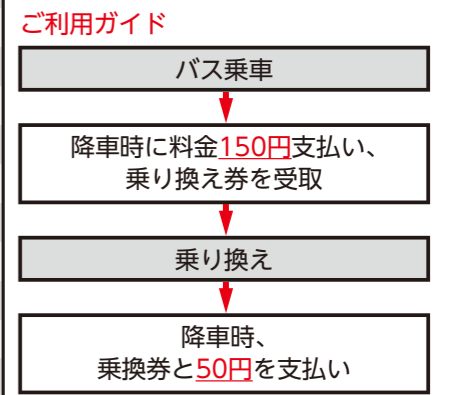 ご利用ガイド
バス乗車
降車時に料金150円支払い、
乗り換え券を受取
乗り換え
降車時、
乗換券と50円を支払い